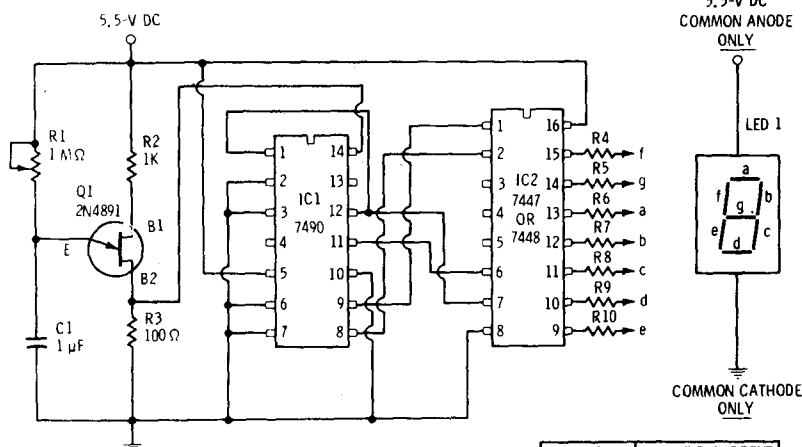 5.5-V DC
5.5-V DC
COMMON ANODE
ONLY
R1
1 MΩ
R2
1K
Q1
2N4891
B1
E
B2
C1
1 μF
R3
100 Ω
1
2
3
4
5
6
7
IC1
7490
14
13
12
11
10
9
8
1
2
3
4
5
6
7
8
IC2
7447
OR
7448
16
15
14
13
12
11
10
9
R4
f
R5
g
R6
a
R7
b
R8
c
R9
d
R10
e
LED 1
a
f
b
g
e
c
d
COMMON CATHODE
ONLY